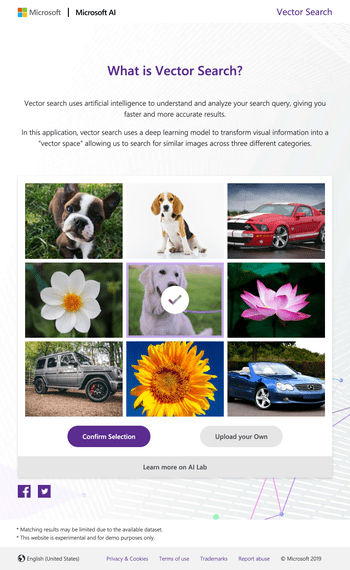 Microsoft | Microsoft AI
Vector Search
What is Vector Search?
Vector search uses artificial intelligence to understand and analyze your search query, giving you
faster and more accurate results.
In this application, vector search uses a deep learning model to transform visual information into a
"vector space" allowing us to search for similar images across three different categories.
Confirm Selection
Upload your Own
Learn more on AI Lab
* Matching results may be limited due to the available dataset.
* This website is experimental and for demo purposes only.
English (United States)
Privacy & Cookies
Terms of use
Trademarks
Report abuse
© Microsoft 2019